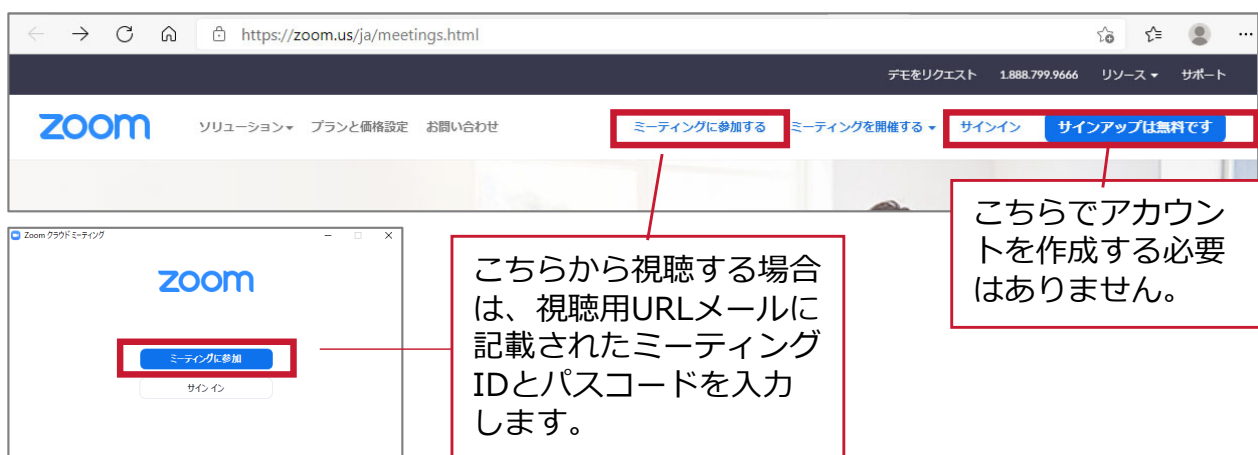 https://zoom.us/ja/meetings.html
デモをリクエスト 1.888.799.9666 リソース サポート
zoom ソリューション プランと価格設定 お問い合わせ ミーティングに参加する ミーティングを開催する サインイン サインアップは無料です
こちらでアカウン
トを作成する必要
はありません。
Zoom クラウド ミーティング
zoom
ミーティングに参加
サイン イン
こちらから視聴する場合
は、視聴用URLメールに
記載されたミーティング
IDとパスコードを入力
します。